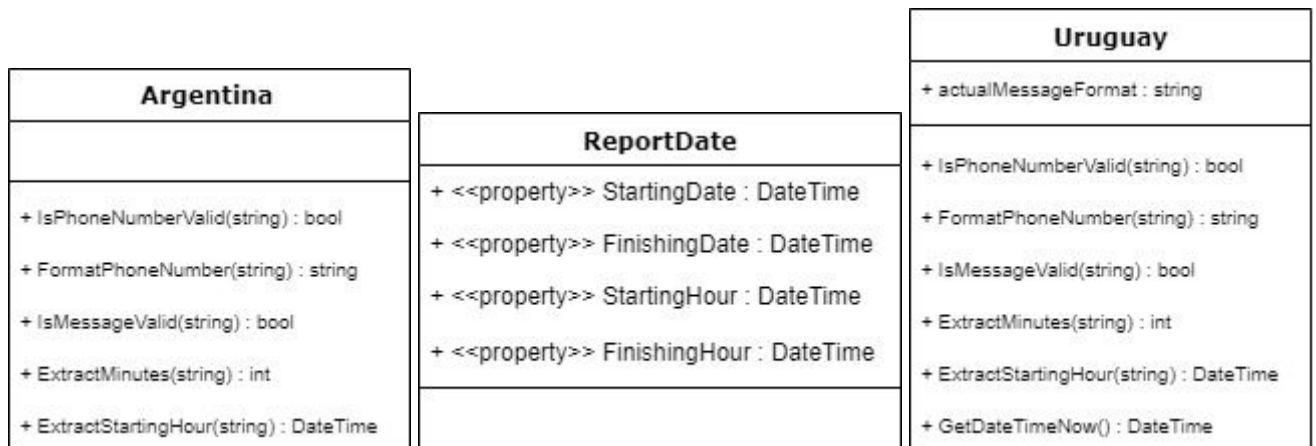 Argentina
+ IsPhoneNumberValid(string) : bool
+ FormatPhoneNumber(string) : string
+ IsMessageValid(string) : bool
+ ExtractMinutes(string) : int
+ ExtractStartingHour(string) : DateTime
ReportDate
+ <<property>> StartingDate : DateTime
+ <<property>> FinishingDate : DateTime
+ <<property>> StartingHour : DateTime
+ <<property>> FinishingHour : DateTime
Uruguay
+ actualMessageFormat : string
+ IsPhoneNumberValid(string) : bool
+ FormatPhoneNumber(string) : string
+ IsMessageValid(string) : bool
+ ExtractMinutes(string) : int
+ ExtractStartingHour(string) : DateTime
+ GetDateTimeNow() : DateTime